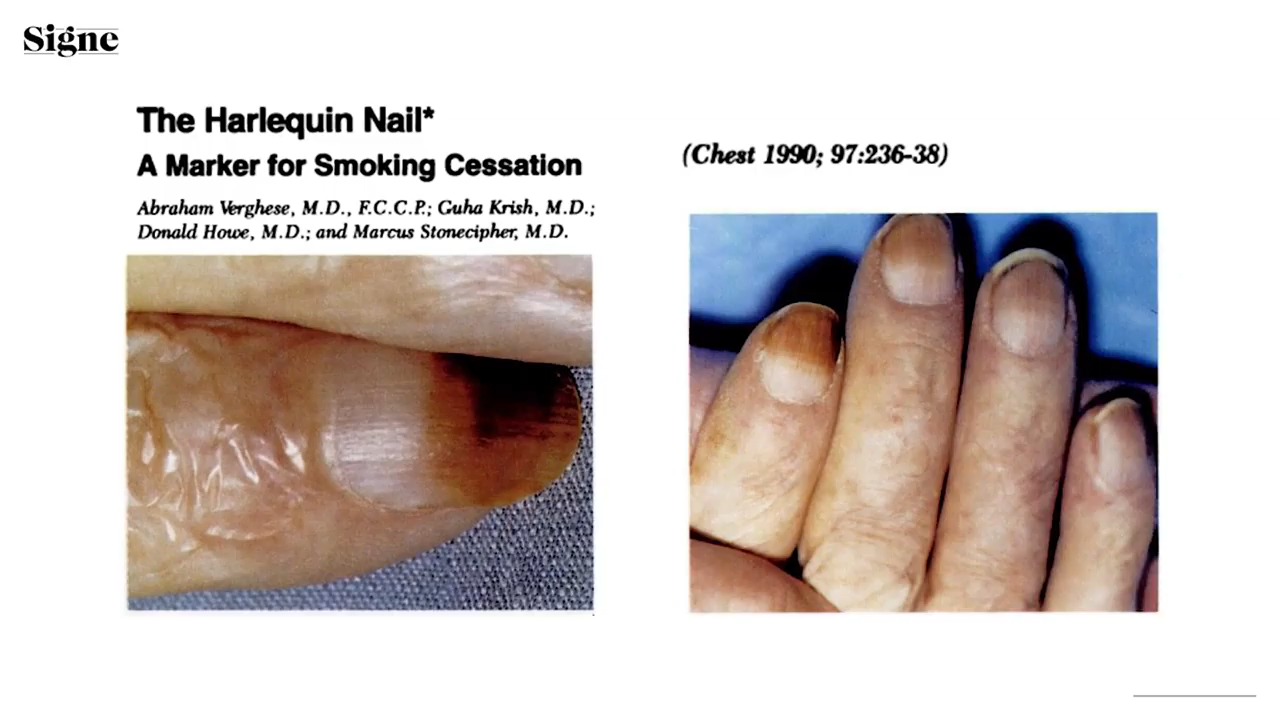 Signe
The Harlequin Nail*
A Marker for Smoking Cessation
Abraham Verghese, M.D., F.C.C.P.; Guha Krish, M.D.;
Donald Howe, M.D.; and Marcus Stonecipher, M.D.
(Chest 1990; 97:236-38)